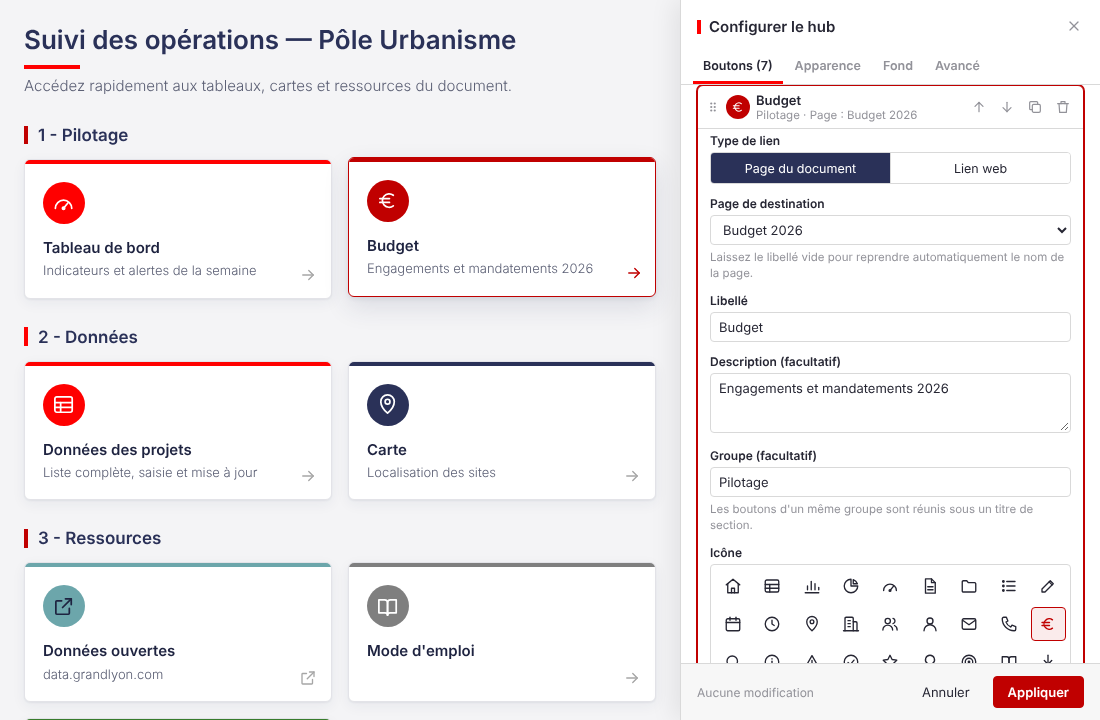 Suivi des opérations — Pôle Urbanisme
Accédez rapidement aux tableaux, cartes et ressources du document.
1 - Pilotage
Tableau de bord
Indicateurs et alertes de la semaine
Budget
Engagements et mandatements 2026
2 - Données
Données des projets
Liste complète, saisie et mise à jour
Carte
Localisation des sites
3 - Ressources
Données ouvertes
data.grandlyon.com
Mode d'emploi
Configurer le hub
Boutons (7)
Apparence
Fond
Avancé
Budget
Pilotage · Page : Budget 2026
Type de lien
Page du document
Lien web
Page de destination
Budget 2026
Laissez le libellé vide pour reprendre automatiquement le nom de
la page.
Libellé
Budget
Description (facultatif)
Engagements et mandatements 2026
Groupe (facultatif)
Pilotage
Les boutons d'un même groupe sont réunis sous un titre de
section.
Icône
Aucune modification
Annuler
Appliquer